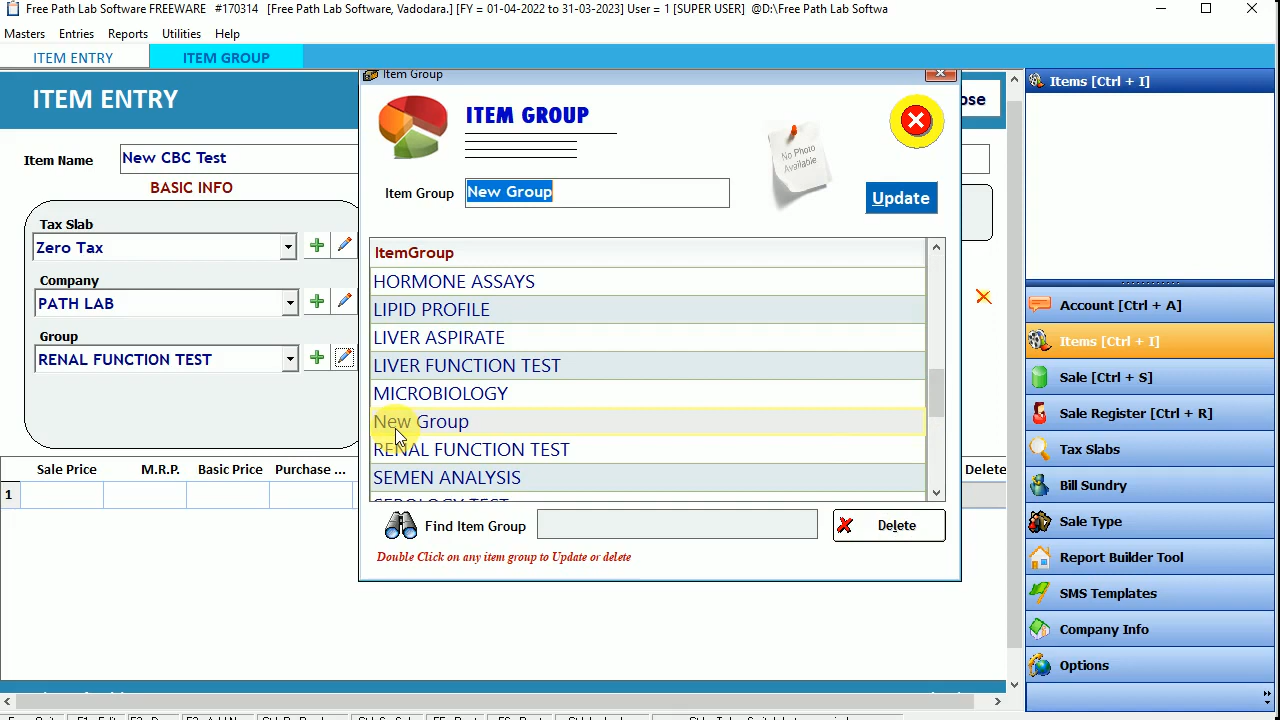 Free Path Lab Software FREEWARE #170314 [Free Path Lab Software, Vadodara.] [FY = 01-04-2022 to 31-03-2023] User = 1 [SUPER USER] @D:\Free Path Lab Softwa
Masters Entries Reports Utilities Help
ITEM ENTRY ITEM GROUP
ITEM ENTRY
Item Name New CBC Test
BASIC INFO
Tax Slab
Zero Tax
Company
PATH LAB
Group
RENAL FUNCTION TEST
Sale Price M.R.P. Basic Price Purchase ... Delete
1
Item Group
ITEM GROUP
No Photo
Available
Item Group New Group
Update
ItemGroup
HORMONE ASSAYS
LIPID PROFILE
LIVER ASPIRATE
LIVER FUNCTION TEST
MICROBIOLOGY
New Group
RENAL FUNCTION TEST
SEMEN ANALYSIS
SEROLOGY TEST
Find Item Group
Delete
Double Click on any item group to Update or delete
ose
Items [Ctrl + I]
Account [Ctrl + A]
Items [Ctrl + I]
Sale [Ctrl + S]
Sale Register [Ctrl + R]
Tax Slabs
Bill Sundry
Sale Type
Report Builder Tool
SMS Templates
Company Info
Options